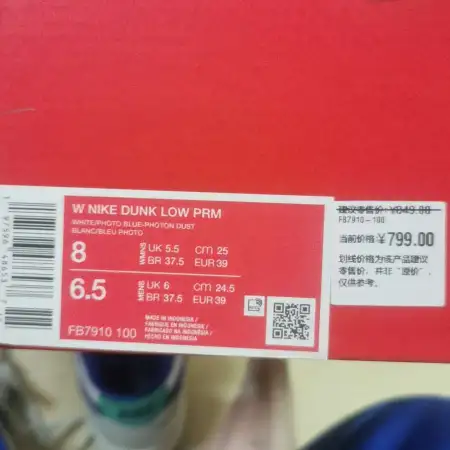 W NIKE DUNK LOW PRM
WHITE/PHOTO BLUE-PHOTON DUST
BLANC/BLEU PHOTO
8 WMNS UK 5.5 cm 25
BR 37.5 EUR 39
6.5 MENS UK 6 cm 24.5
BR 37.5 EUR 39
FB7910 100
MADE IN INDONESIA /
FABRIQUE EN INDONESIE /
FABRICADO NA INDONESIA /
HECHO EN INDONESIA
建议零售价:¥849.00
FB7910-100
当前价格:¥799.00
划线价格为该产品建议
零售价,并非“原价”,
仅供参考。